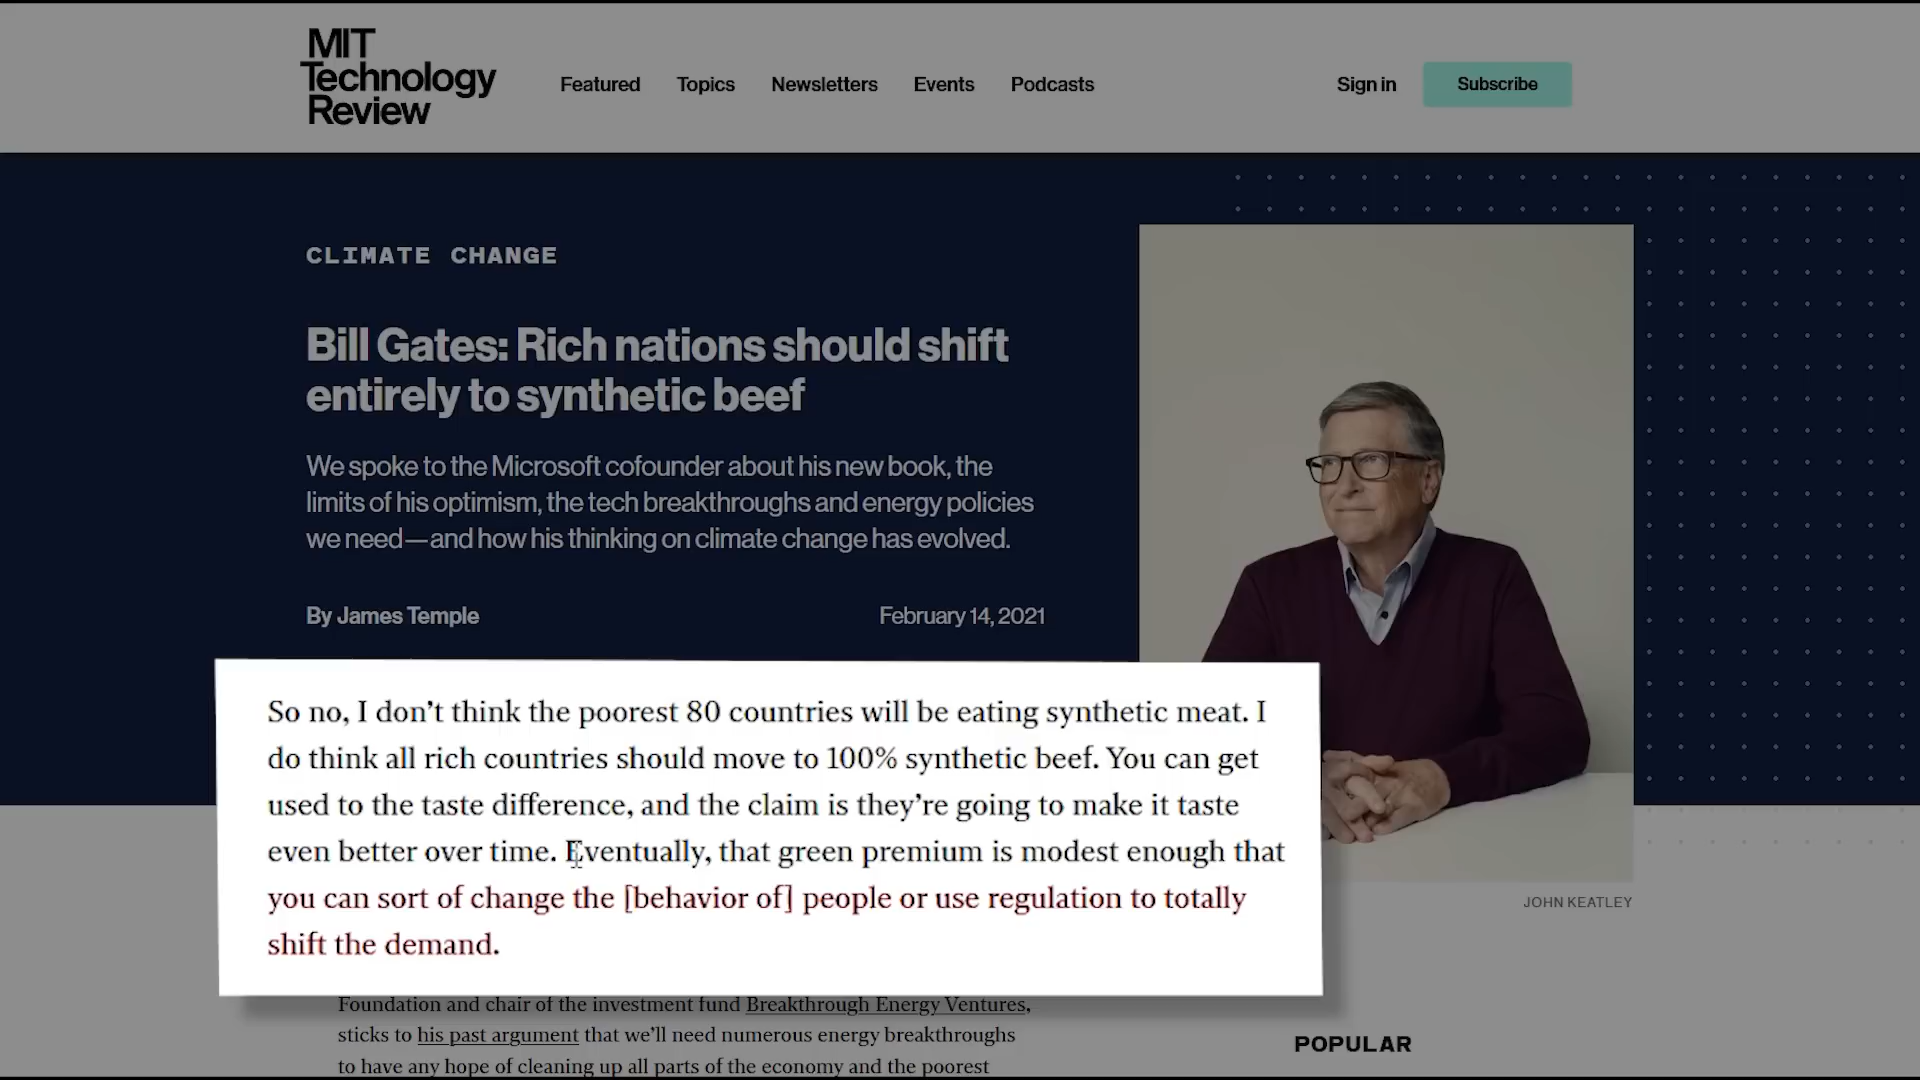 MIT
Technology
Review
Featured Topics Newsletters Events Podcasts Sign in Subscribe
CLIMATE CHANGE
Bill Gates: Rich nations should shift
entirely to synthetic beef
We spoke to the Microsoft cofounder about his new book, the
limits of his optimism, the tech breakthroughs and energy policies
we need—and how his thinking on climate change has evolved.
By James Temple February 14, 2021
So no, I don’t think the poorest 80 countries will be eating synthetic meat. I
do think all rich countries should move to 100% synthetic beef. You can get
used to the taste difference, and the claim is they’re going to make it taste
even better over time. Eventually, that green premium is modest enough that
you can sort of change the [behavior of] people or use regulation to totally
shift the demand.
JOHN KEATLEY
Foundation and chair of the investment fund Breakthrough Energy Ventures,
sticks to his past argument that we’ll need numerous energy breakthroughs
to have any hope of cleaning up all parts of the economy and the poorest
POPULAR